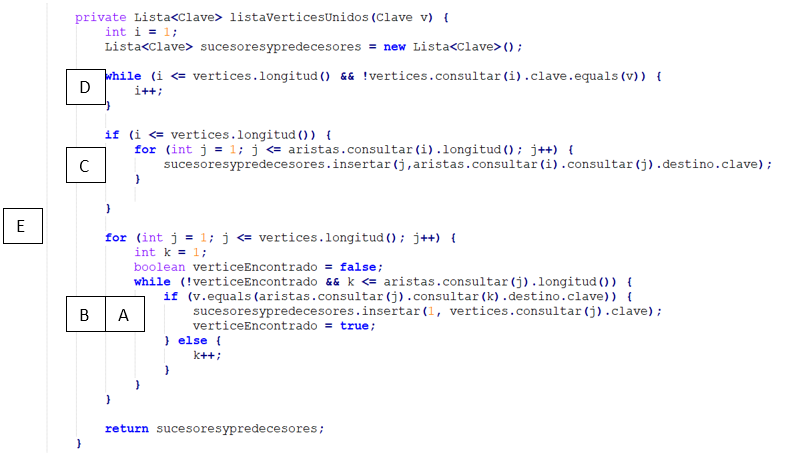 private Lista<Clave> listaVerticesUnidos(Clave v) {
int i = 1;
Lista<Clave> sucesoresypredecesores = new Lista<Clave>();
D
while (i <= vertices.longitud() && !vertices.consultar(i).clave.equals(v)) {
i++;
}
if (i <= vertices.longitud()) {
for (int j = 1; j <= aristas.consultar(i).longitud(); j++) {
C
sucesoresypredecesores.insertar(j,aristas.consultar(i).consultar(j).destino.clave);
}
}
E
for (int j = 1; j <= vertices.longitud(); j++) {
int k = 1;
boolean verticeEncontrado = false;
while (!verticeEncontrado && k <= aristas.consultar(j).longitud()) {
if (v.equals(aristas.consultar(j).consultar(k).destino.clave)) {
B A
sucesoresypredecesores.insertar(1, vertices.consultar(j).clave);
verticeEncontrado = true;
} else {
k++;
}
}
}
return sucesoresypredecesores;
}